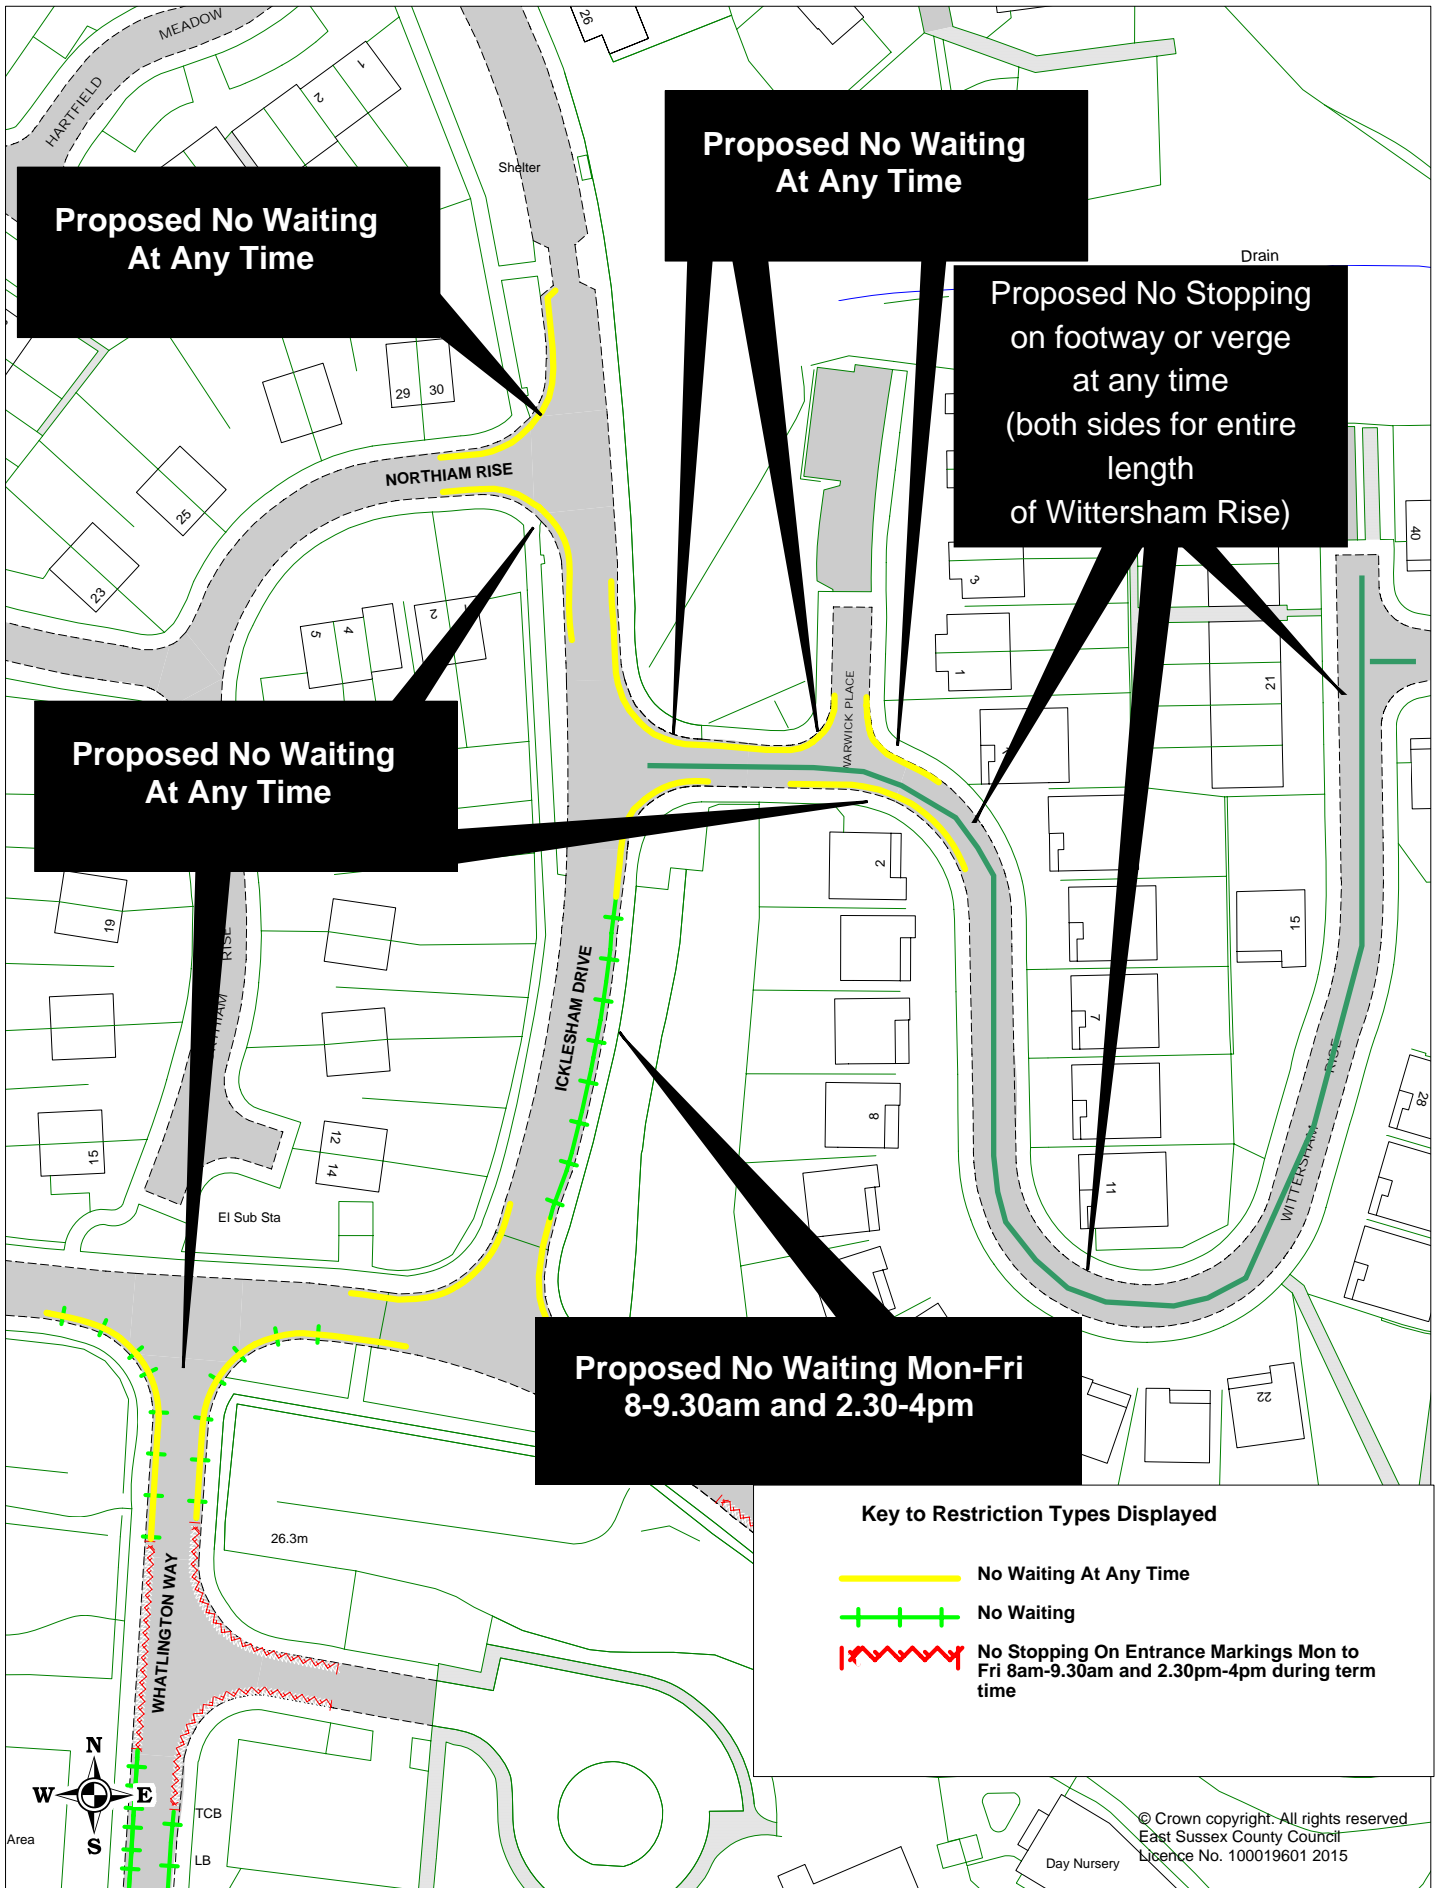 MEADOW
HARTFIELD
26
1
2
Shelter
Proposed No Waiting
At Any Time
Proposed No Waiting
At Any Time
Drain
Proposed No Stopping
on footway or verge
at any time
(both sides for entire
length
of Wittersham Rise)
29 30
NORTHIAM RISE
25
23
40
3
5
4
2
1
21
WARWICK PLACE
Proposed No Waiting
At Any Time
2
19
RISE
15
ICKLESHAM DRIVE
7
RISE
28
8
12
14
15
11
WITTERSHAM
El Sub Sta
Proposed No Waiting Mon-Fri
8-9.30am and 2.30-4pm
22
26.3m
WHATLINGTON WAY
Key to Restriction Types Displayed
No Waiting At Any Time
No Waiting
No Stopping On Entrance Markings Mon to
Fri 8am-9.30am and 2.30pm-4pm during term
time
N
W E
S
TCB
LB
Area
Day Nursery
© Crown copyright. All rights reserved
East Sussex County Council
Licence No. 100019601 2015